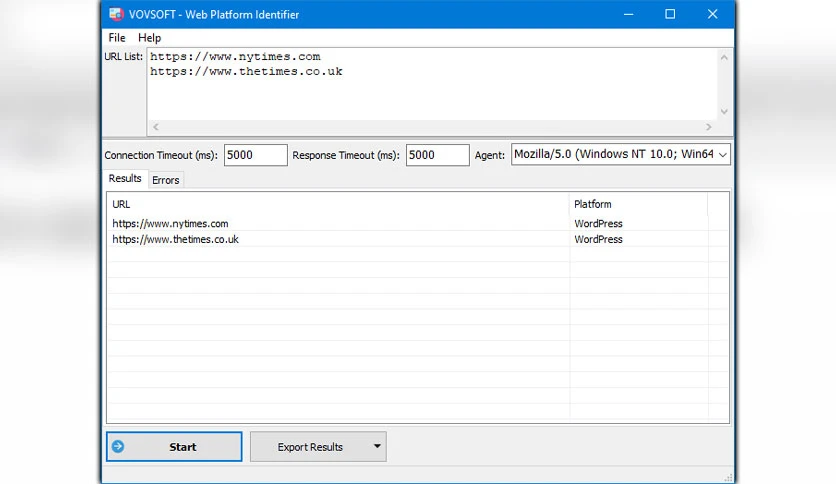 VOVSOFT - Web Platform Identifier
File Help
URL List:
https://www.nytimes.com
https://www.thetimes.co.uk
Connection Timeout (ms): 5000 Response Timeout (ms): 5000 Agent: Mozilla/5.0 (Windows NT 10.0; Win64
Results Errors
URL Platform
https://www.nytimes.com WordPress
https://www.thetimes.co.uk WordPress
Start Export Results